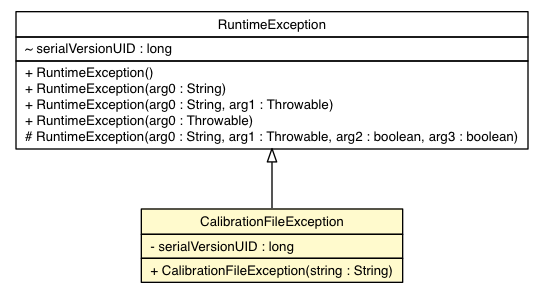 RuntimeException
~ serialVersionUID : long
+ RuntimeException()
+ RuntimeException(arg0 : String)
+ RuntimeException(arg0 : String, arg1 : Throwable)
+ RuntimeException(arg0 : Throwable)
# RuntimeException(arg0 : String, arg1 : Throwable, arg2 : boolean, arg3 : boolean)
CalibrationFileException
- serialVersionUID : long
+ CalibrationFileException(string : String)